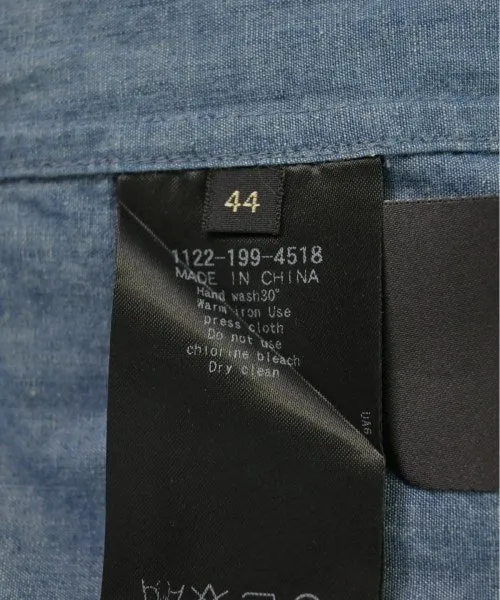 44
1122-199-4518
MADE IN CHINA
Hand wash30°
Warm iron Use
press cloth
Do not use
chlorine bleach
Dry clean
UA6